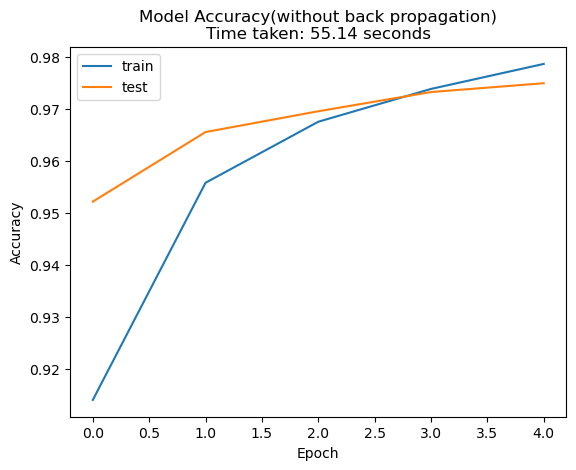 Model Accuracy(without back propagation)
Time taken: 55.14 seconds
train
test
0.98
0.97
0.96
0.95
0.94
0.93
0.92
Accuracy
0.0 0.5 1.0 1.5 2.0 2.5 3.0 3.5 4.0
Epoch